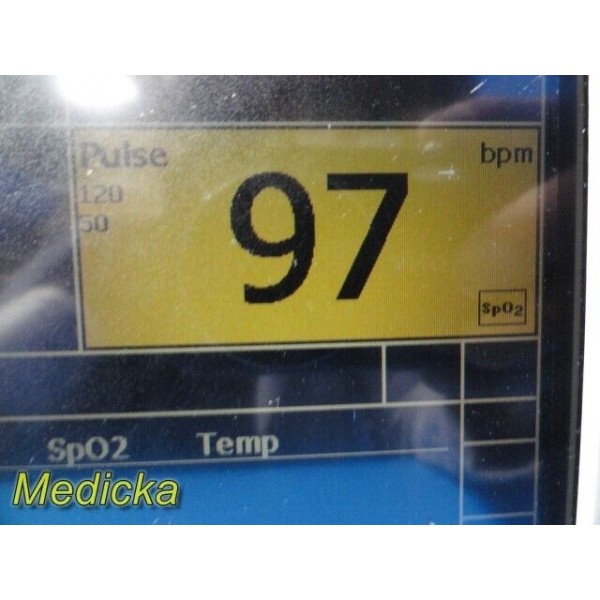 Pulse bpm
120
50
97
SpO2
SpO2 Temp
Medicka